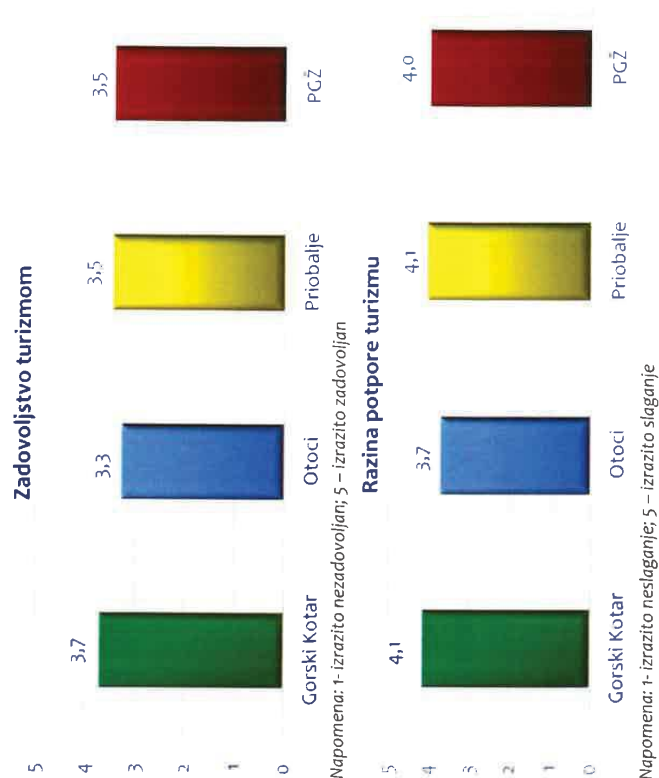 Zadovoljstvo turizmom
5
4
3
2
1
0
3,7
3,3
3,5
3,5
Gorski Kotar
Otoci
Priobalje
PGŽ
Napomena: 1- izrazito nezadovoljan; 5 – izrazito zadovoljan
Razina potpore turizmu
5
4
3
2
1
0
4,1
3,7
4,1
4,0
Gorski Kotar
Otoci
Priobalje
PGŽ
Napomena: 1- izrazito neslaganje; 5 – izrazito slaganje